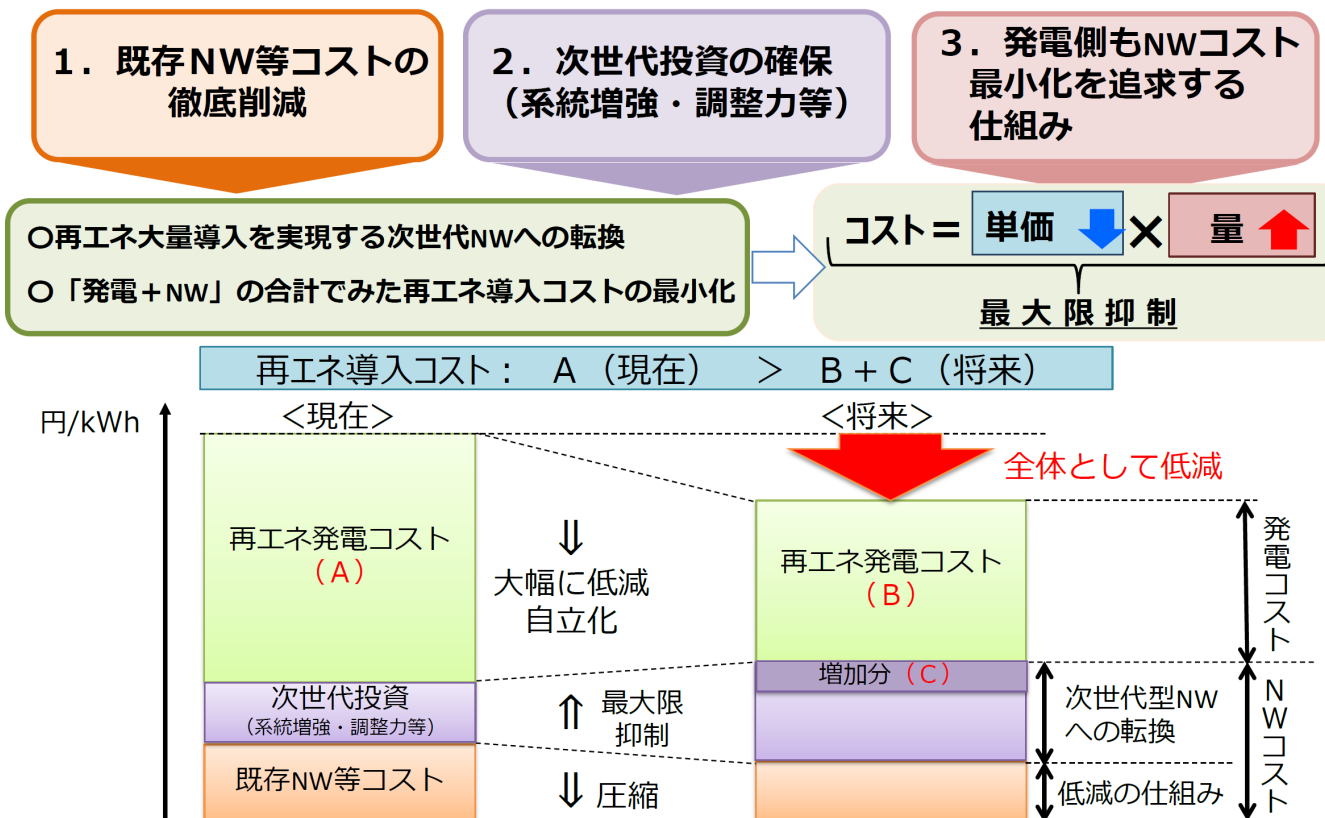 1．既存NW等コストの
徹底削減
2．次世代投資の確保
（系統増強・調整力等）
3．発電側もNWコスト
最小化を追求する
仕組み
○再エネ大量導入を実現する次世代NWへの転換
○「発電＋NW」の合計でみた再エネ導入コストの最小化
コスト＝ 単価 × 量
最大限抑制
再エネ導入コスト： A（現在） ＞ B＋C（将来）
円/kWh
＜現在＞
＜将来＞
全体として低減
再エネ発電コスト
（A）
⇓
大幅に低減
自立化
再エネ発電コスト
（B）
発電コスト
次世代投資
（系統増強・調整力等）
⇑ 最大限
抑制
増加分（C）
次世代型NW
への転換
NWコスト
既存NW等コスト
⇓ 圧縮
低減の仕組み